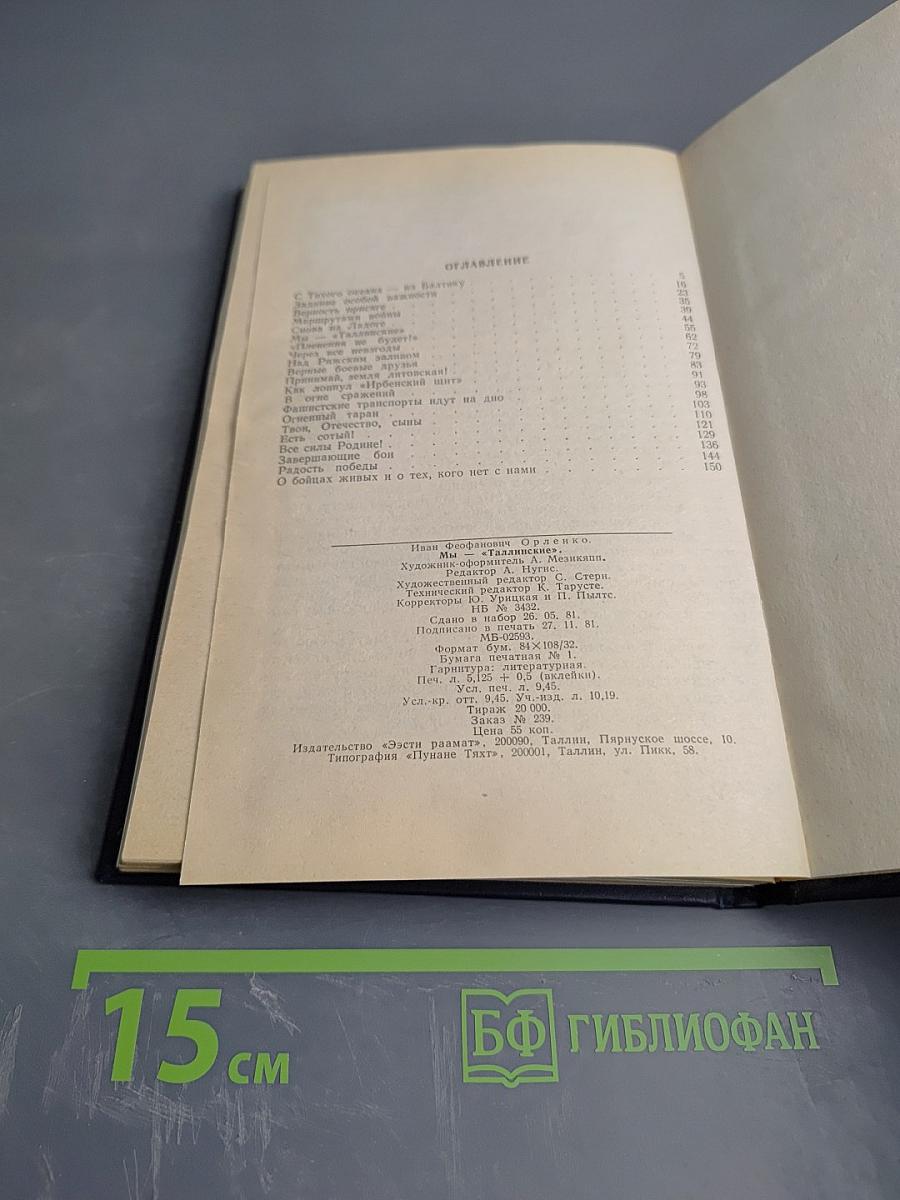 ОГЛАВЛЕНИЕ
С Тихого океана — на Балтику 5
Задание особой важности 16
Верность присяге 23
Маршрутами войны 35
Снова на Ладоге 39
Мы — «Таллинские» 44
«Пленения не будет!» 55
Через все невзгоды 62
Над Рижским заливом 72
Верные боевые друзья 79
Принимай, земля литовская! 83
Как лопнул «Ирбенский щит» 91
В огне сражений 93
Фашистские транспорты идут на дно 98
Огненный таран 103
Твои, Отечество, сыны 110
Есть сотый! 121
Все силы Родине! 129
Завершающие бои 136
Радость победы 144
О бойцах живых и о тех, кого нет с нами 150
Иван Феофанович Орленко.
Мы — «Таллинские».
Художник-оформитель А. Мезикяпп.
Редактор А. Нугис.
Художественный редактор С. Стерн.
Технический редактор К. Тарусте.
Корректоры Ю. Урицкая и П. Пылтс.
НБ № 3432.
Сдано в набор 26. 05. 81.
Подписано в печать 27. 11. 81.
МБ-02593.
Формат бум. 84×108/32.
Бумага печатная № 1.
Гарнитура: литературная.
Печ. л. 5,125 + 0,5 (вклейки).
Усл. печ. л. 9,45.
Усл.-кр. отт. 9,45. Уч.-изд. л. 10,19.
Тираж 20 000.
Заказ № 239.
Цена 55 коп.
Издательство «Ээсти раамат», 200090, Таллин, Пярнуское шоссе, 10.
Типография «Пунане Тяхт», 200001, Таллин, ул. Пикк, 58.
15 см
БФ ГИБЛИОФАН